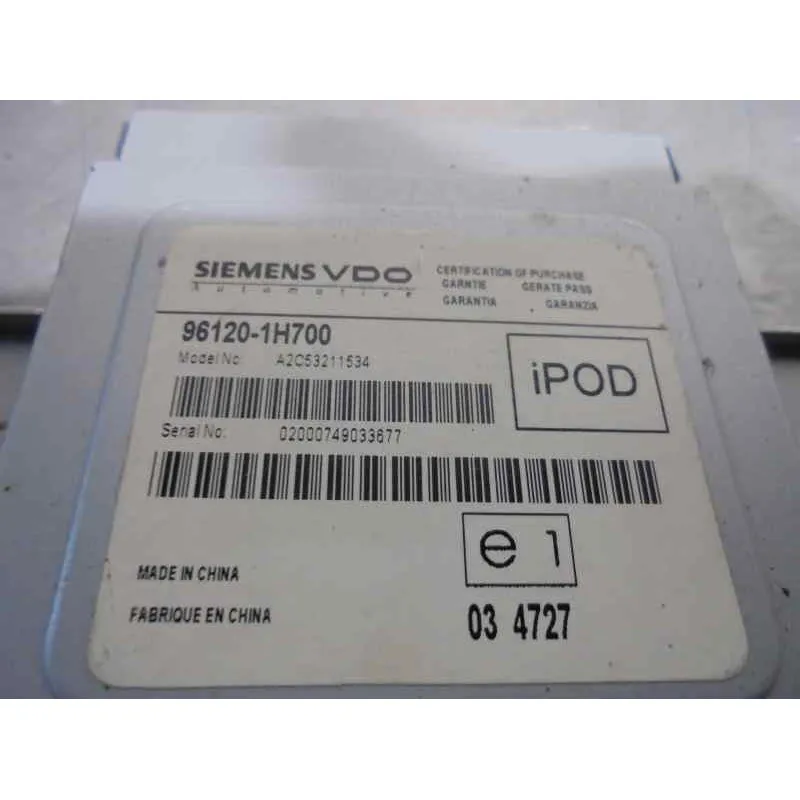 SIEMENS VDO
Automotive
CERTIFICATION OF PURCHASE
GARNTIE GERATE PASS
GARANTIA GARANZIA
96120-1H700
Model No: A2C53211534
iPOD
Serial No: 02000749033677
e 1
MADE IN CHINA
FABRIQUE EN CHINA
03 4727